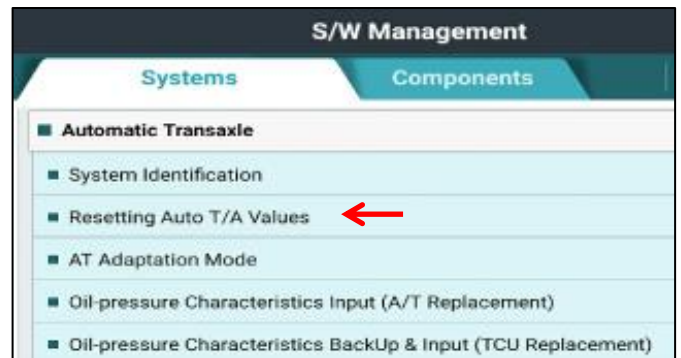 S/W Management
Systems
Components
Automatic Transaxle
System Identification
Resetting Auto T/A Values
AT Adaptation Mode
Oil-pressure Characteristics Input (A/T Replacement)
Oil-pressure Characteristics BackUp & Input (TCU Replacement)